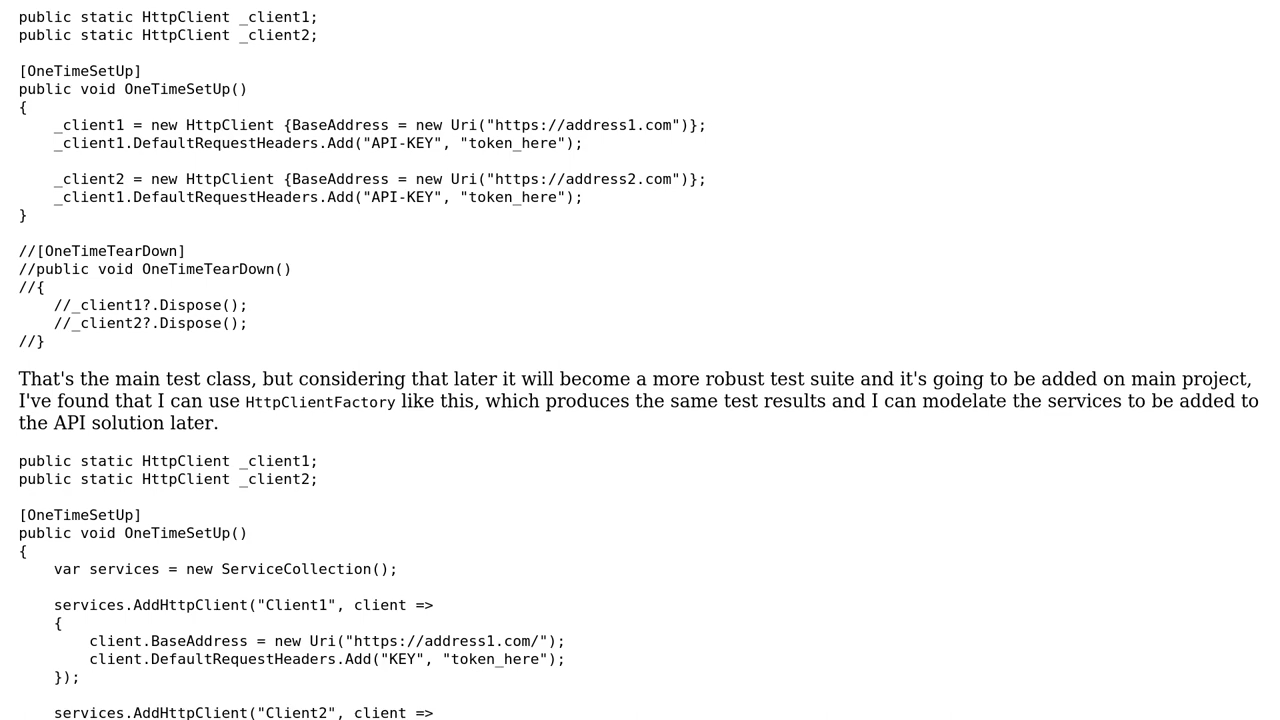 public static HttpClient _client1;
public static HttpClient _client2;
[OneTimeSetUp]
public void OneTimeSetUp()
{
    _client1 = new HttpClient {BaseAddress = new Uri("https://address1.com")};
    _client1.DefaultRequestHeaders.Add("API-KEY", "token_here");
    _client2 = new HttpClient {BaseAddress = new Uri("https://address2.com")};
    _client1.DefaultRequestHeaders.Add("API-KEY", "token_here");
}
//[OneTimeTearDown]
//public void OneTimeTearDown()
//{
    //_client1?.Dispose();
    //_client2?.Dispose();
//}
That's the main test class, but considering that later it will become a more robust test suite and it's going to be added on main project,
I've found that I can use HttpClientFactory like this, which produces the same test results and I can modelate the services to be added to
the API solution later.
public static HttpClient _client1;
public static HttpClient _client2;
[OneTimeSetUp]
public void OneTimeSetUp()
{
    var services = new ServiceCollection();
    services.AddHttpClient("Client1", client =>
    {
        client.BaseAddress = new Uri("https://address1.com/");
        client.DefaultRequestHeaders.Add("KEY", "token_here");
    });
    services.AddHttpClient("Client2", client =>